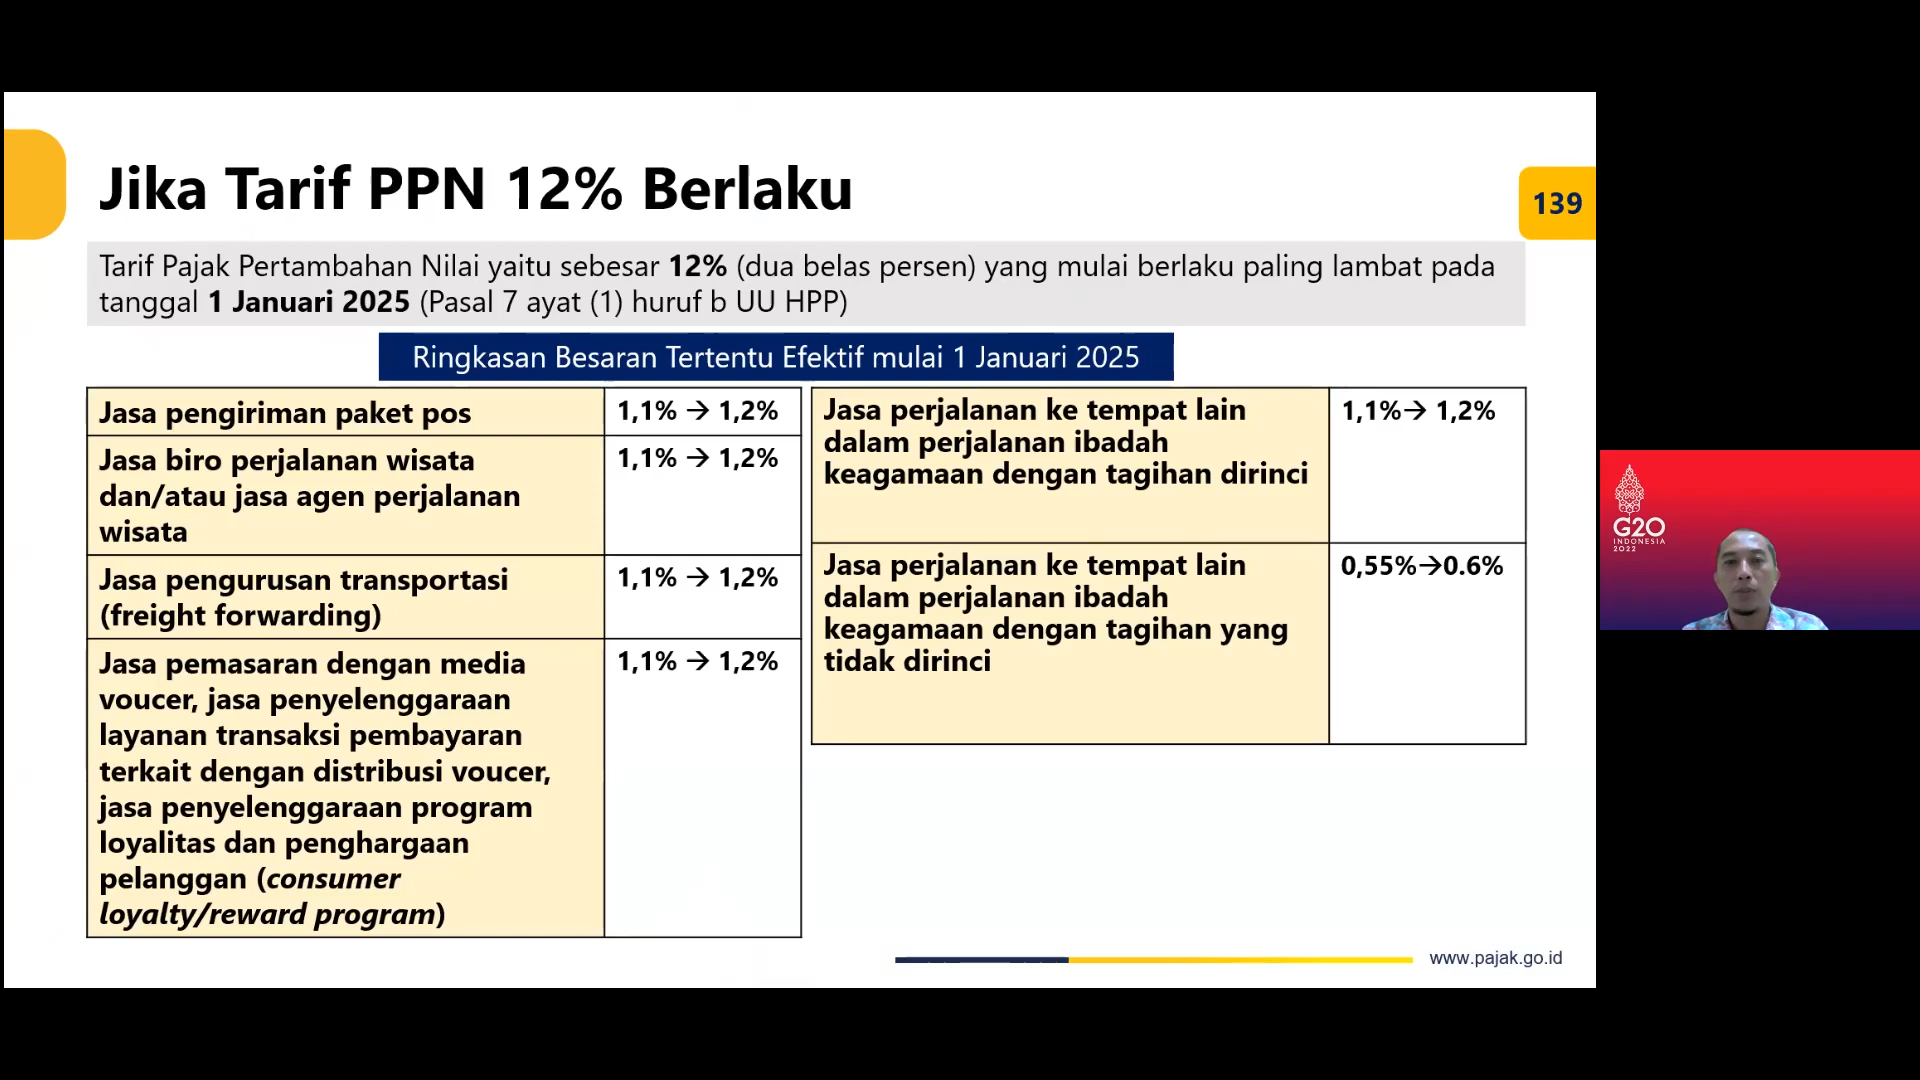 Jika Tarif PPN 12% Berlaku
139
Tarif Pajak Pertambahan Nilai yaitu sebesar 12% (dua belas persen) yang mulai berlaku paling lambat pada
tanggal 1 Januari 2025 (Pasal 7 ayat (1) huruf b UU HPP)
Ringkasan Besaran Tertentu Efektif mulai 1 Januari 2025
Jasa pengiriman paket pos
1,1% → 1,2%
Jasa biro perjalanan wisata
dan/atau jasa agen perjalanan
wisata
1,1% → 1,2%
Jasa pengurusan transportasi
(freight forwarding)
1,1% → 1,2%
Jasa pemasaran dengan media
voucer, jasa penyelenggaraan
layanan transaksi pembayaran
terkait dengan distribusi voucer,
jasa penyelenggaraan program
loyalitas dan penghargaan
pelanggan (consumer
loyalty/reward program)
1,1% → 1,2%
Jasa perjalanan ke tempat lain
dalam perjalanan ibadah
keagamaan dengan tagihan dirinci
1,1%→ 1,2%
Jasa perjalanan ke tempat lain
dalam perjalanan ibadah
keagamaan dengan tagihan yang
tidak dirinci
0,55%→0.6%
www.pajak.go.id
G20
INDONESIA
2022